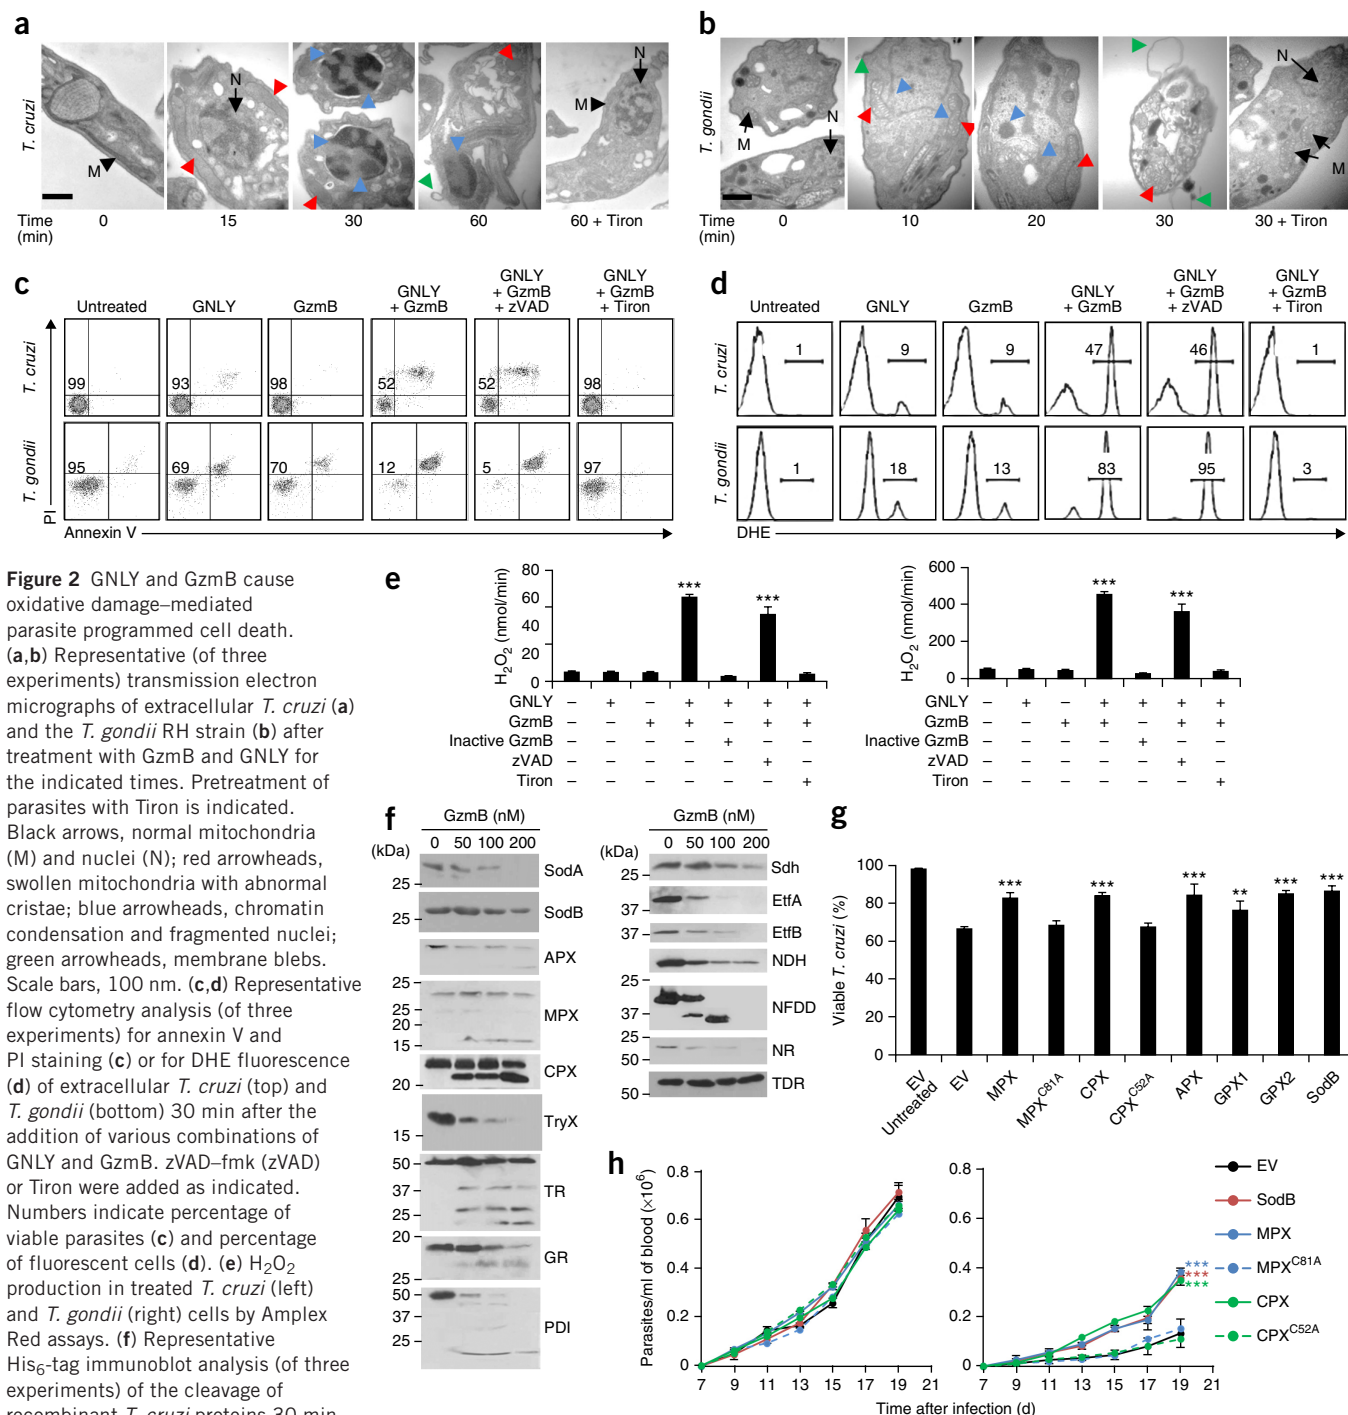 a
T. cruzi
N
N
M
M
Time (min)
0
15
30
60
60 + Tiron
b
T. gondii
N
N
M
M
Time (min)
0
10
20
30
30 + Tiron
c
Untreated
GNLY
GzmB
GNLY + GzmB
GNLY + GzmB + zVAD
GNLY + GzmB + Tiron
T. cruzi
99
93
98
52
52
98
T. gondii
95
69
70
12
5
97
PI
Annexin V
d
Untreated
GNLY
GzmB
GNLY + GzmB
GNLY + GzmB + zVAD
GNLY + GzmB + Tiron
T. cruzi
1
9
9
47
46
1
T. gondii
1
18
13
83
95
3
DHE
Figure 2 GNLY and GzmB cause
oxidative damage–mediated
parasite programmed cell death.
(a,b) Representative (of three
experiments) transmission electron
micrographs of extracellular T. cruzi (a)
and the T. gondii RH strain (b) after
treatment with GzmB and GNLY for
the indicated times. Pretreatment of
parasites with Tiron is indicated.
Black arrows, normal mitochondria
(M) and nuclei (N); red arrowheads,
swollen mitochondria with abnormal
cristae; blue arrowheads, chromatin
condensation and fragmented nuclei;
green arrowheads, membrane blebs.
Scale bars, 100 nm. (c,d) Representative
flow cytometry analysis (of three
experiments) for annexin V and
PI staining (c) or for DHE fluorescence
(d) of extracellular T. cruzi (top) and
T. gondii (bottom) 30 min after the
addition of various combinations of
GNLY and GzmB. zVAD–fmk (zVAD)
or Tiron were added as indicated.
Numbers indicate percentage of
viable parasites (c) and percentage
of fluorescent cells (d). (e) H2O2
production in treated T. cruzi (left)
and T. gondii (right) cells by Amplex
Red assays. (f) Representative
His6-tag immunoblot analysis (of three
experiments) of the cleavage of
recombinant T. cruzi proteins 30 min
e
H2O2 (nmol/min)
80
60
40
20
0
*** ***
GNLY – + – + + + +
GzmB – – + + – + +
Inactive GzmB – – – – + – –
zVAD – – – – – + –
Tiron – – – – – – +
H2O2 (nmol/min)
600
400
200
0
*** ***
GNLY – + – + + + +
GzmB – – + + – + +
Inactive GzmB – – – – + – –
zVAD – – – – – + –
Tiron – – – – – – +
f
GzmB (nM)
(kDa) 0 50 100 200
25 SodA
25 SodB
APX
25
25 MPX
20
15
CPX
20
TryX
15
50
37 TR
25
20
GR
25
50
37 PDI
25
GzmB (nM)
(kDa) 0 50 100 200
25 Sdh
EtfA
37
37 EtfB
NDH
25
37 NFDD
25
NR
50
TDR
50
g
Viable T. cruzi (%)
100
80
60
40
20
0
*** *** *** ** *** ***
EV Untreated
EV
MPX
MPXC81A
CPX
CPXC52A
APX
GPX1
GPX2
SodB
h
Parasites/ml of blood (×10⁶)
0.8
0.6
0.4
0.2
0
7 9 11 13 15 17 19 21
0.8
0.6
0.4
0.2
0
***
***
***
7 9 11 13 15 17 19 21
Time after infection (d)
EV
SodB
MPX
MPXC81A
CPX
CPXC52A